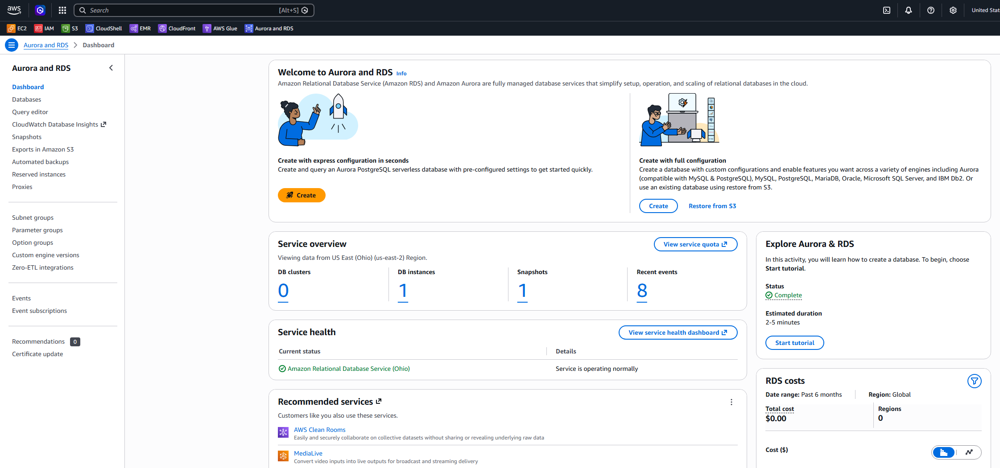 aws
Search
[Alt+S]
United Stat
EC2
IAM
S3
CloudShell
EMR
CloudFront
AWS Glue
Aurora and RDS
Aurora and RDS
Dashboard
Aurora and RDS
Dashboard
Databases
Query editor
CloudWatch Database Insights
Snapshots
Exports in Amazon S3
Automated backups
Reserved instances
Proxies
Subnet groups
Parameter groups
Option groups
Custom engine versions
Zero-ETL integrations
Events
Event subscriptions
Recommendations 0
Certificate update
Welcome to Aurora and RDS Info
Amazon Relational Database Service (Amazon RDS) and Amazon Aurora are fully managed database services that simplify setup, operation, and scaling of relational databases in the cloud.
Create with express configuration in seconds
Create and query an Aurora PostgreSQL serverless database with pre-configured settings to get started quickly.
Create
Create with full configuration
Create a database with custom configurations and enable features you want across a variety of engines including Aurora
(compatible with MySQL & PostgreSQL), MySQL, PostgreSQL, MariaDB, Oracle, Microsoft SQL Server, and IBM Db2. Or
use an existing database using restore from S3.
Create
Restore from S3
Service overview
View service quota
Viewing data from US East (Ohio) (us-east-2) Region.
DB clusters
0
DB instances
1
Snapshots
1
Recent events
8
Service health
View service health dashboard
Current status
Details
Amazon Relational Database Service (Ohio)
Service is operating normally
Recommended services
Customers like you also use these services.
AWS Clean Rooms
Easily and securely collaborate on collective datasets without sharing or revealing underlying raw data
MediaLive
Convert video inputs into live outputs for broadcast and streaming delivery
Explore Aurora & RDS
In this activity, you will learn how to create a database. To begin, choose
Start tutorial.
Status
Complete
Estimated duration
2-5 minutes
Start tutorial
RDS costs
Date range: Past 6 months
Region: Global
Total cost
$0.00
Regions
0
Cost ($)